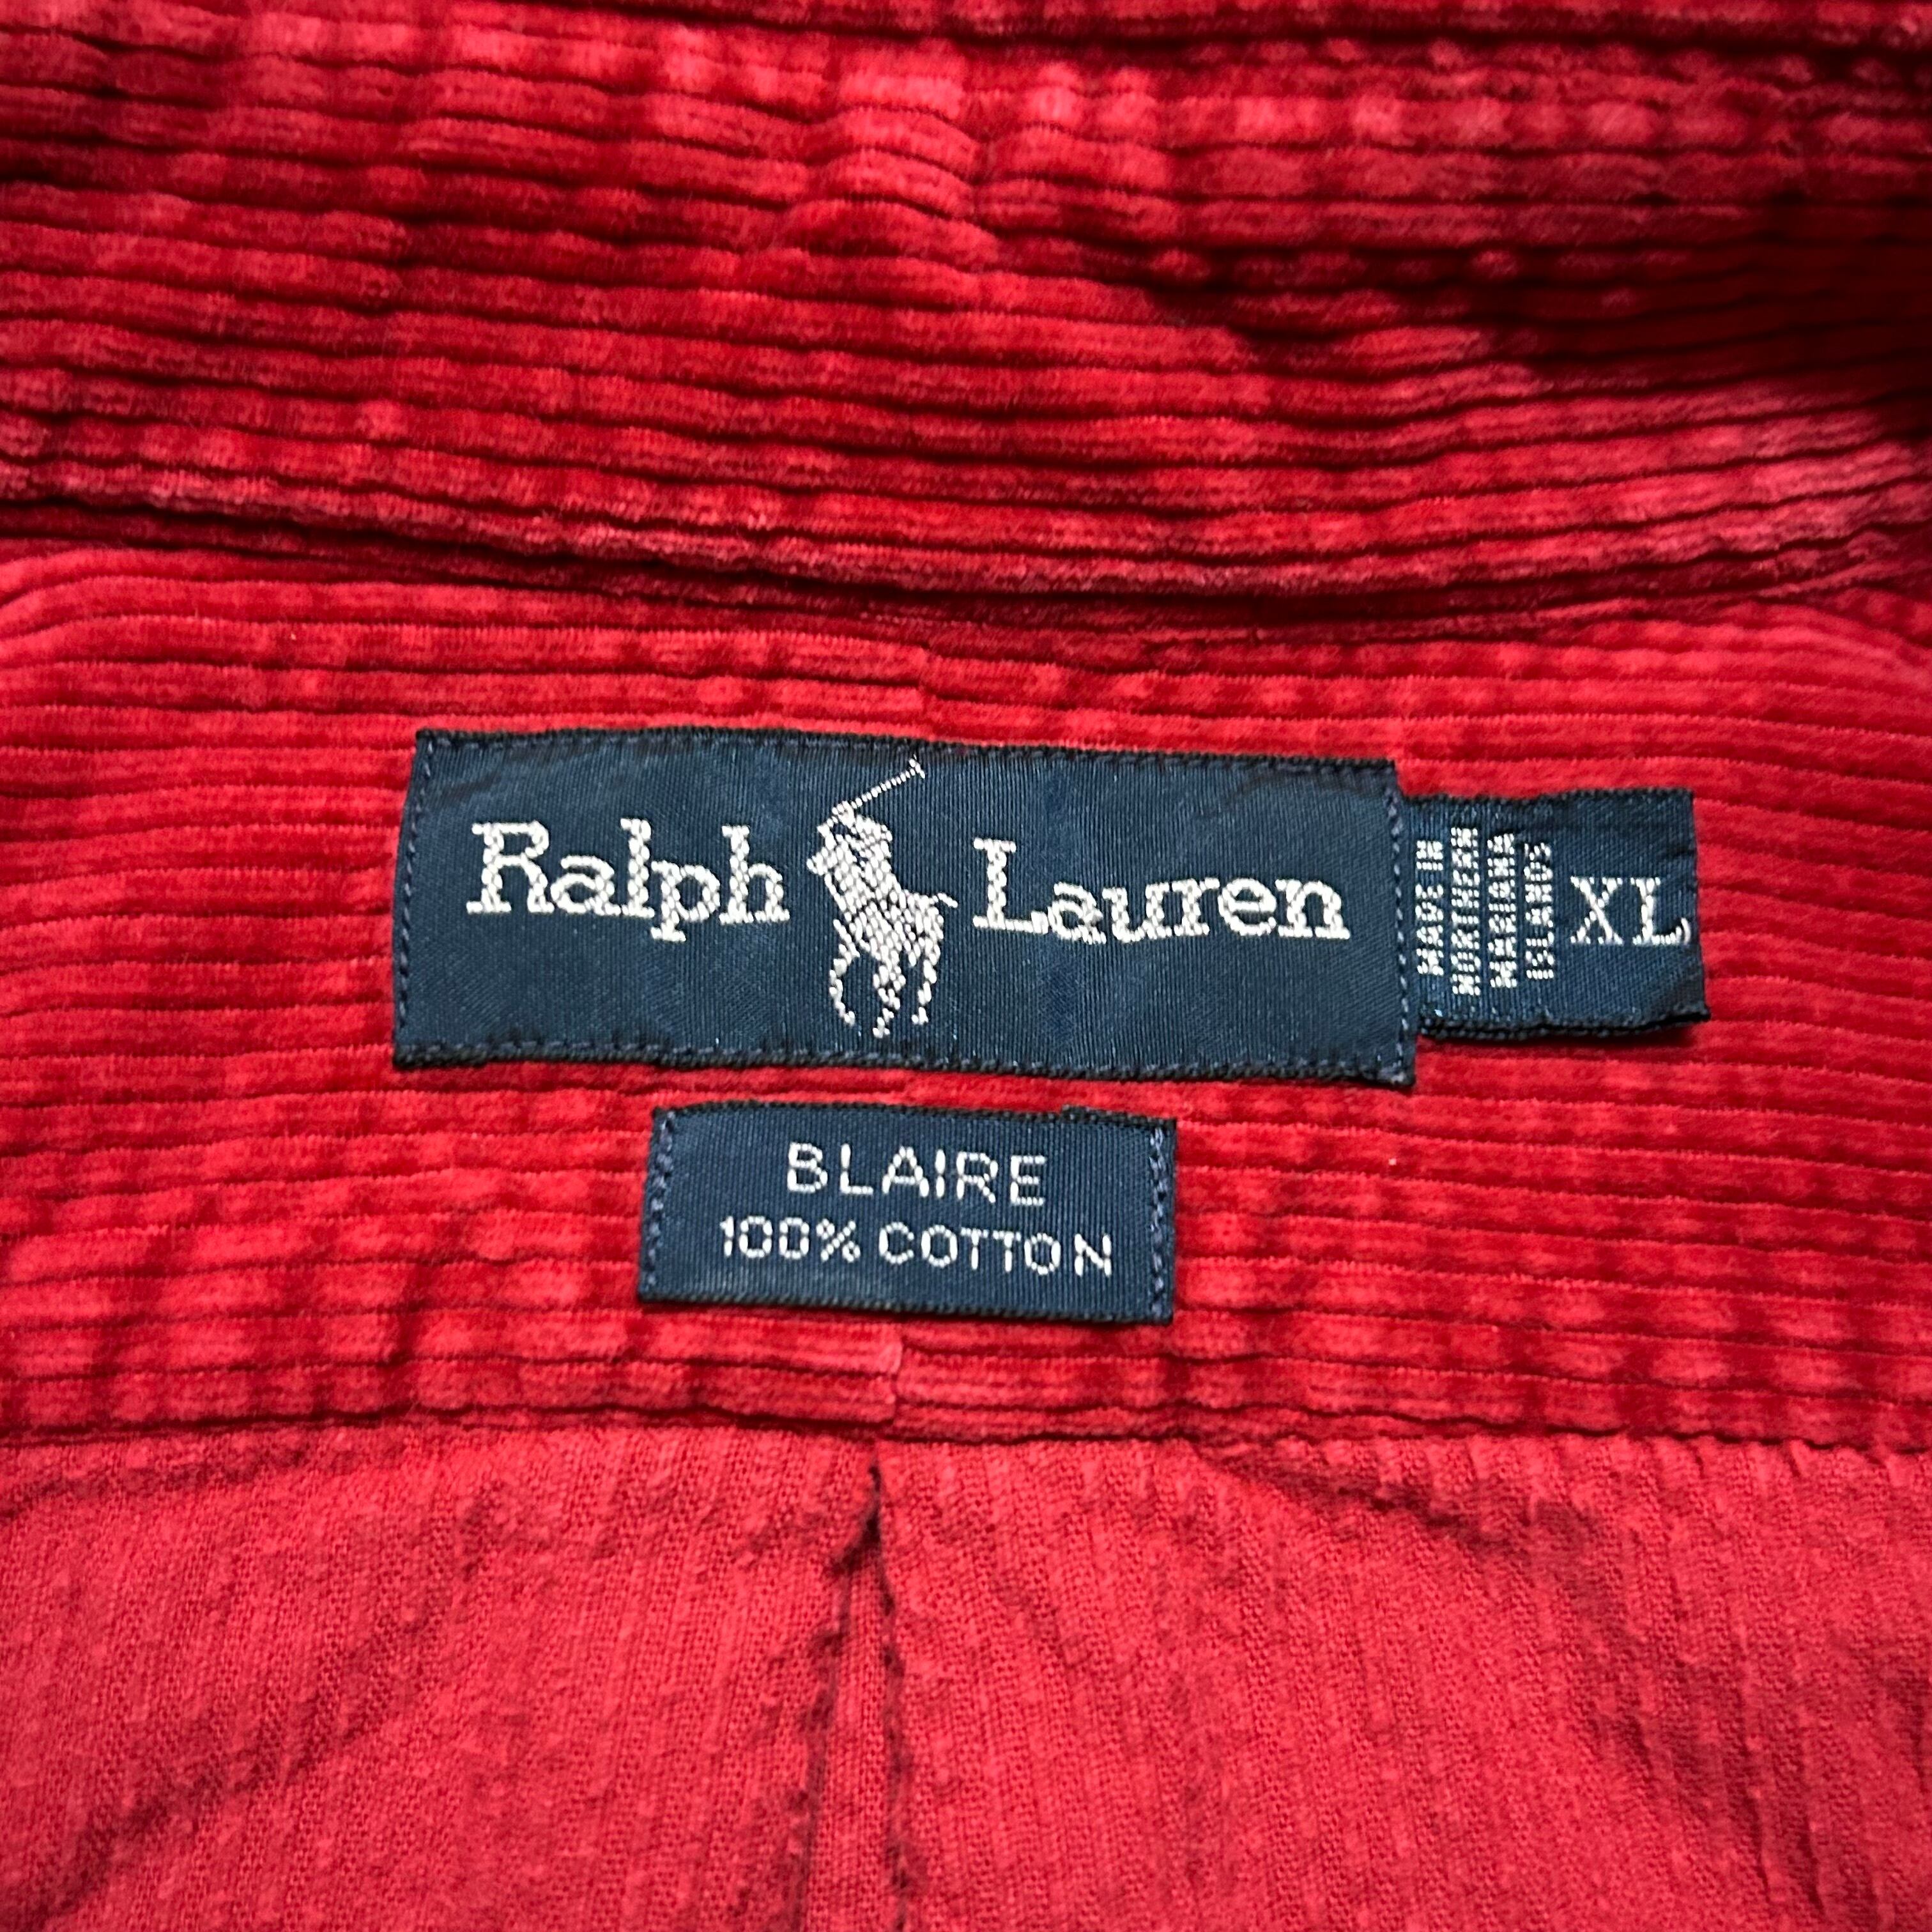 Ralph Lauren
MADE IN
NORTHERN
MARIANA
ISLANDS
XL
BLAIRE
100% COTTON